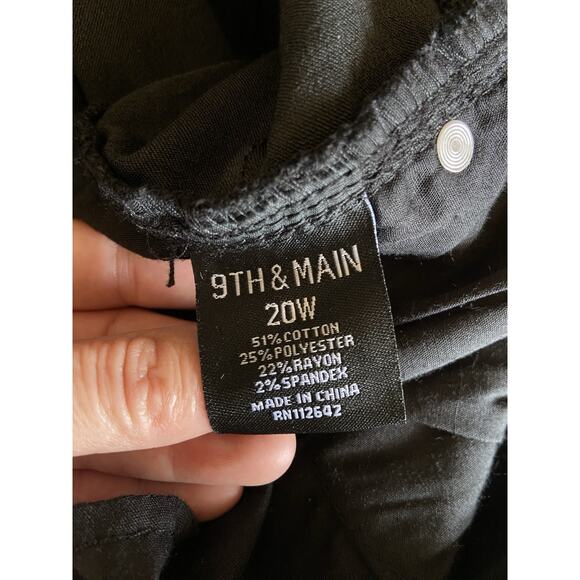 9TH & MAIN
20W
51% COTTON
25% POLYESTER
22% RAYON
2% SPANDEX
MADE IN CHINA
RN112642